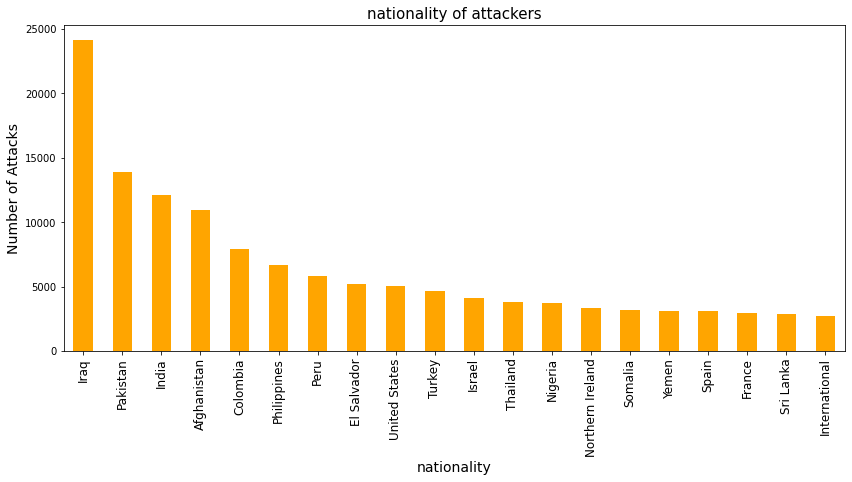 nationality of attackers
Number of Attacks
25000
20000
15000
10000
5000
0
Iraq
Pakistan
India
Afghanistan
Colombia
Philippines
Peru
El Salvador
United States
Turkey
Israel
Thailand
Nigeria
Northern Ireland
Somalia
Yemen
Spain
France
Sri Lanka
International
nationality